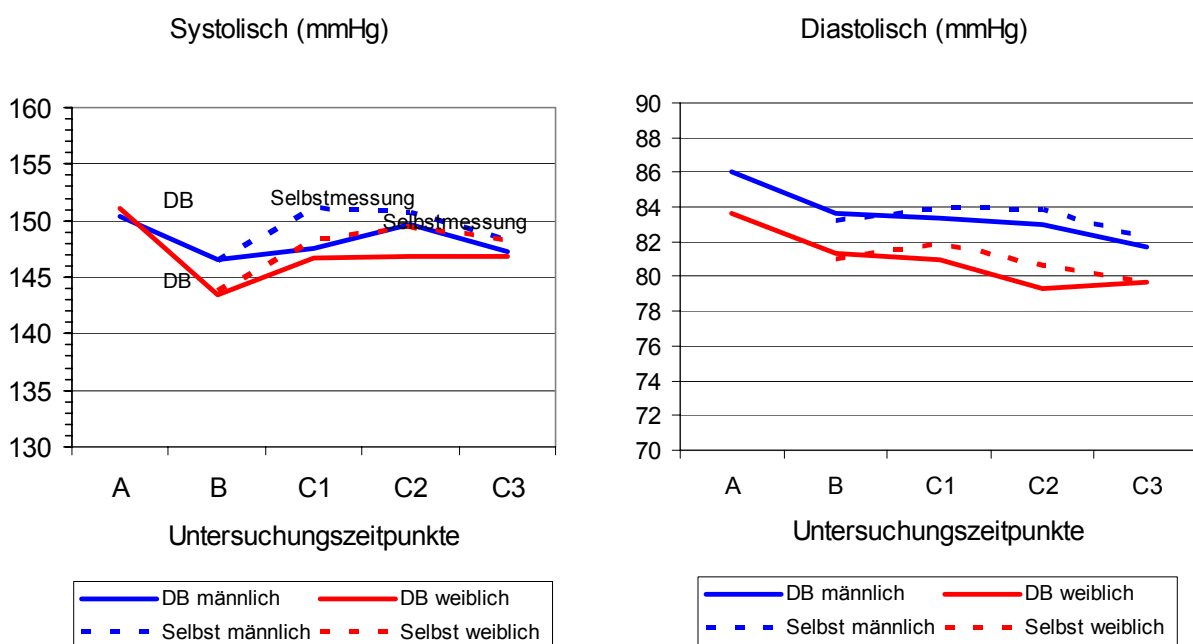 Systolisch (mmHg)
160
155
150
145
140
135
130
DB
DB
Selbstmessung
Selbstmessung
A B C1 C2 C3
Untersuchungszeitpunkte
DB männlich DB weiblich
Selbst männlich Selbst weiblich
Diastolisch (mmHg)
90
88
86
84
82
80
78
76
74
72
70
A B C1 C2 C3
Untersuchungszeitpunkte
DB männlich DB weiblich
Selbst männlich Selbst weiblich